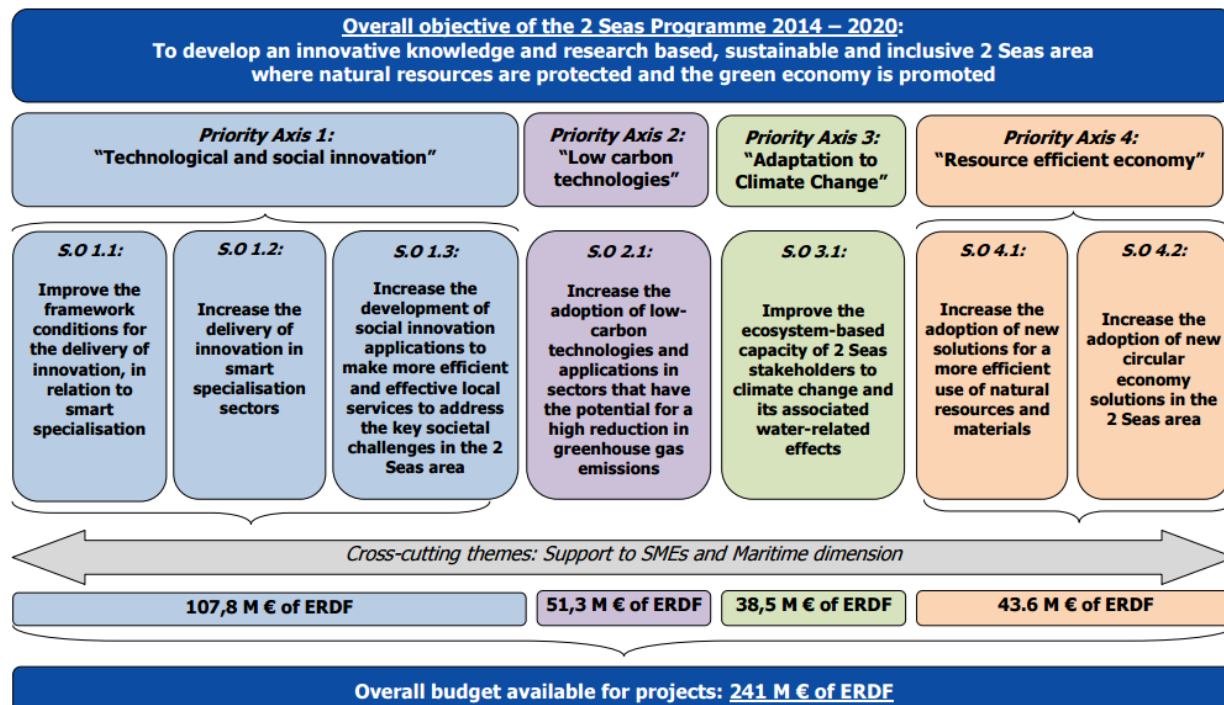 Overall objective of the 2 Seas Programme 2014 – 2020:
To develop an innovative knowledge and research based, sustainable and inclusive 2 Seas area
where natural resources are protected and the green economy is promoted
Priority Axis 1:
“Technological and social innovation”
Priority Axis 2:
“Low carbon
technologies”
Priority Axis 3:
“Adaptation to
Climate Change”
Priority Axis 4:
“Resource efficient economy”
S.O 1.1:
Improve the
framework
conditions for
the delivery of
innovation, in
relation to
smart
specialisation
S.O 1.2:
Increase the
delivery of
innovation in
smart
specialisation
sectors
S.O 1.3:
Increase the
development of
social innovation
applications to
make more efficient
and effective local
services to address
the key societal
challenges in the 2
Seas area
S.O 2.1:
Increase the
adoption of low-
carbon
technologies and
applications in
sectors that have
the potential for a
high reduction in
greenhouse gas
emissions
S.O 3.1:
Improve the
ecosystem-based
capacity of 2 Seas
stakeholders to
climate change and
its associated
water-related
effects
S.O 4.1:
Increase the
adoption of new
solutions for a
more efficient
use of natural
resources and
materials
S.O 4.2:
Increase the
adoption of new
circular
economy
solutions in the
2 Seas area
Cross-cutting themes: Support to SMEs and Maritime dimension
107,8 M € of ERDF
51,3 M € of ERDF
38,5 M € of ERDF
43.6 M € of ERDF
Overall budget available for projects: 241 M € of ERDF